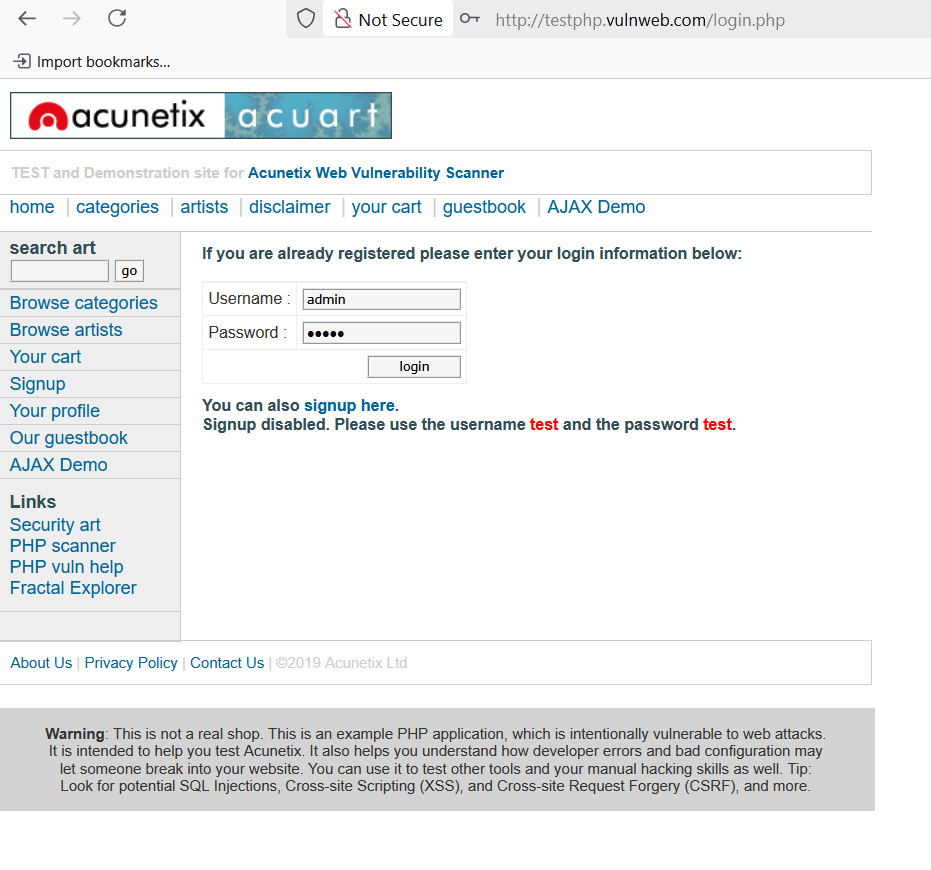 Not Secure
http://testphp.vulnweb.com/login.php
Import bookmarks...
acunetix acuart
TEST and Demonstration site for Acunetix Web Vulnerability Scanner
home | categories | artists | disclaimer | your cart | guestbook | AJAX Demo
search art
go
Browse categories
Browse artists
Your cart
Signup
Your profile
Our guestbook
AJAX Demo
Links
Security art
PHP scanner
PHP vuln help
Fractal Explorer
If you are already registered please enter your login information below:
Username : admin
Password : •••••
login
You can also signup here.
Signup disabled. Please use the username test and the password test.
About Us | Privacy Policy | Contact Us | ©2019 Acunetix Ltd
Warning: This is not a real shop. This is an example PHP application, which is intentionally vulnerable to web attacks.
It is intended to help you test Acunetix. It also helps you understand how developer errors and bad configuration may
let someone break into your website. You can use it to test other tools and your manual hacking skills as well. Tip:
Look for potential SQL Injections, Cross-site Scripting (XSS), and Cross-site Request Forgery (CSRF), and more.